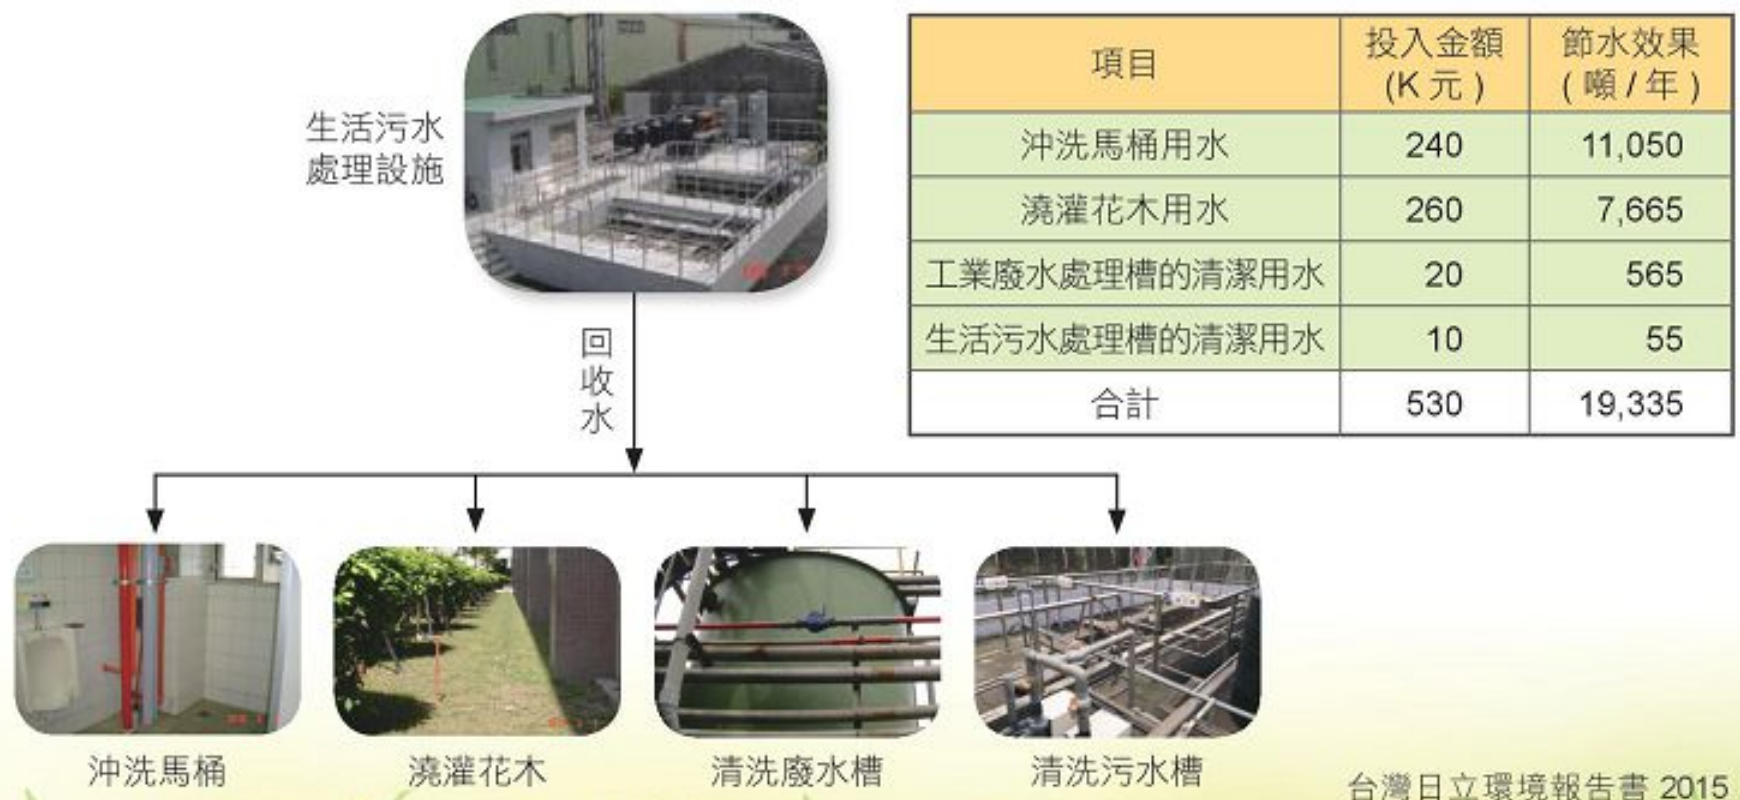 生活污水
處理設施
項目 投入金額 (K 元) 節水效果 (噸 / 年)
沖洗馬桶用水 240 11,050
澆灌花木用水 260 7,665
工業廢水處理槽的清潔用水 20 565
生活污水處理槽的清潔用水 10 55
合計 530 19,335
回收水
沖洗馬桶
澆灌花木
清洗廢水槽
清洗污水槽
台灣日立環境報告書 2015